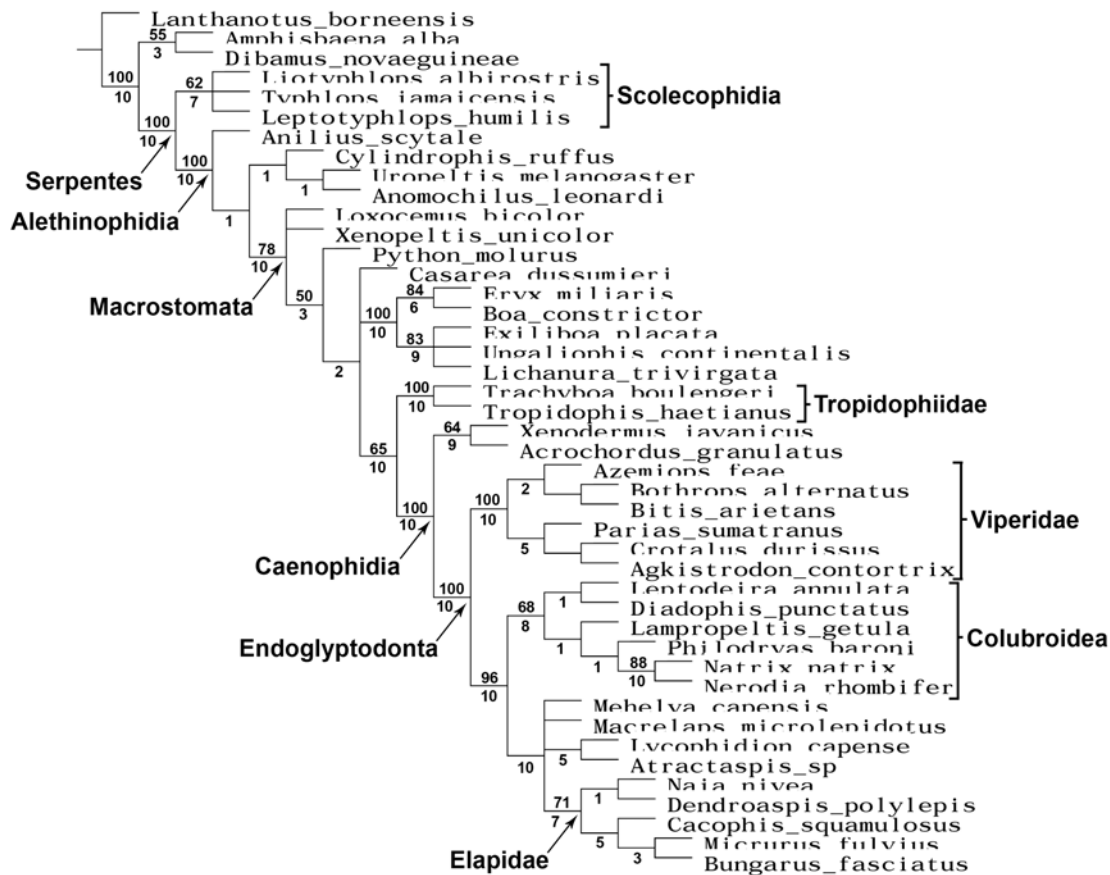 Lanthanotus_borneensis
55
Amphisbaena_alba
3
Dibamus_novaeguineae
100
10
Liotyphlops_albirostris
62
Typhlops_jamaicensis
7
Scolecophidia
Leptotyphlops_humilis
100
10
Anilius_scytale
Serpentes
100
10
Cylindrophis_ruffus
1
Uropeltis_melanogaster
1
Anomochilus_leonardi
Alethinophidia
1
Loxocemus_bicolor
Xenopeltis_unicolor
78
10
Python_molurus
Macrostomata
Casarea_dussumieri
50
3
84
Eryx_miliaris
6
Boa_constrictor
100
10
Exiliboa_placata
83
Ungaliophis_continentalis
9
Lichanura_trivirgata
2
100
Trachyboa_boulengeri
10
Tropidophis_haetianus
Tropidophiidae
64
Xenodermus_javanicus
9
Acrochordus_granulatus
65
10
Azemiops_feae
2
Bothrops_alternatus
Bitis_arietans
100
10
Viperidae
100
10
Parias_sumatranus
5
Crotalus_durissus
Agkistrodon_contortrix
Caenophidia
Leptodeira_annulata
1
Diadophis_punctatus
100
10
68
8
Lampropeltis_getula
1
Philodryas_baroni
Colubroidea
1
88
Natrix_natrix
10
Nerodia_rhombifer
Endoglyptodonta
96
10
Mehelya_capensis
Macrelaps_microlepidotus
Lycophidion_capense
5
Atractaspis_sp
10
Naja_nivea
1
Dendroaspis_polylepis
71
7
Cacophis_squamulosus
5
Micrurus_fulvius
3
Bungarus_fasciatus
Elapidae